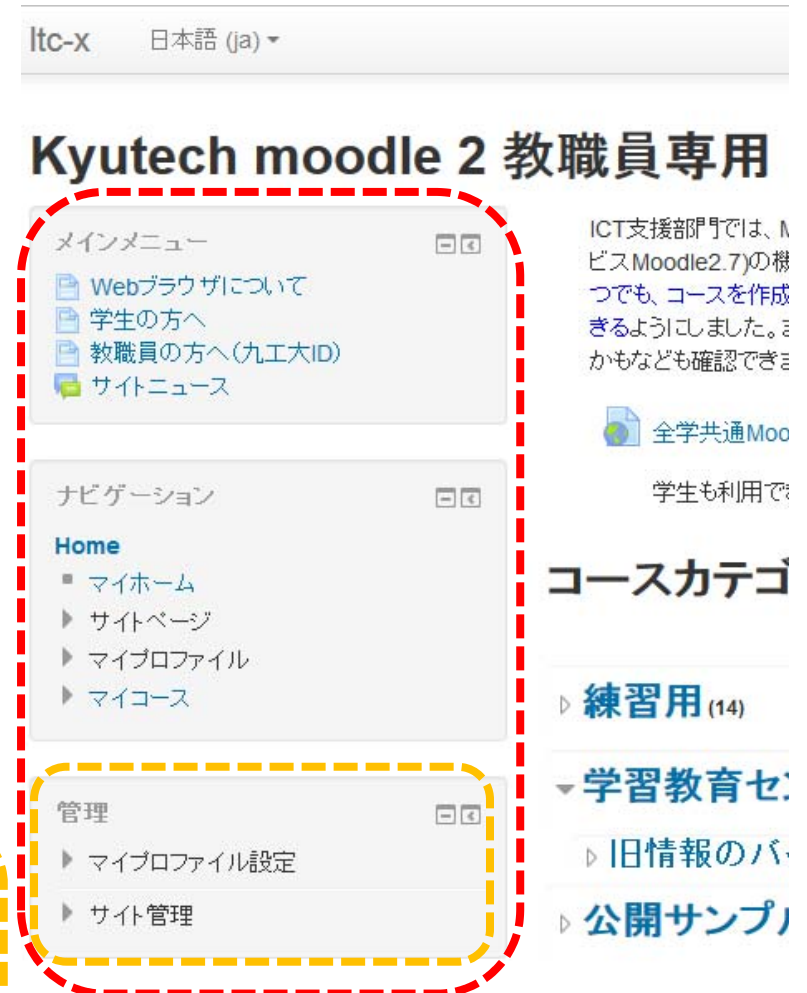 ltc-x 日本語 (ja)
Kyutech moodle 2 教職員専用
メインメニュー
Webブラウザについて
学生の方へ
教職員の方へ(九工大ID)
サイトニュース
ナビゲーション
Home
マイホーム
サイトページ
マイプロファイル
マイコース
管理
マイプロファイル設定
サイト管理
ICT支援部門では、
ビスMoodle2.7)の機
つでも、コースを作成
きるようにしました。ま
かもなども確認できま
全学共通Moo
学生も利用でき
コースカテゴ
練習用(14)
学習教育セン
旧情報のバ
公開サンプル